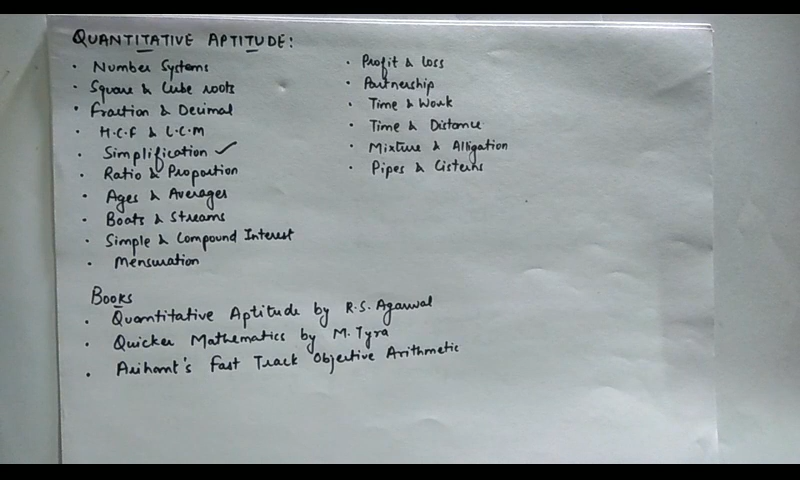 QUANTITATIVE APTITUDE:
• Number Systems
• Square & Cube roots
• Fraction & Decimal
• H.C.F & L.C.M
• Simplification ✓
• Ratio & Proportion
• Ages & Averages
• Boats & Streams
• Simple & Compound Interest
• Mensuration
• Profit & Loss
• Partnership
• Time & Work
• Time & Distance
• Mixture & Alligation
• Pipes & Cisterns
Books
• Quantitative Aptitude by R.S. Agarwal
• Quicker Mathematics by M. Tyra
• Arihant's Fast Track Objective Arithmetic